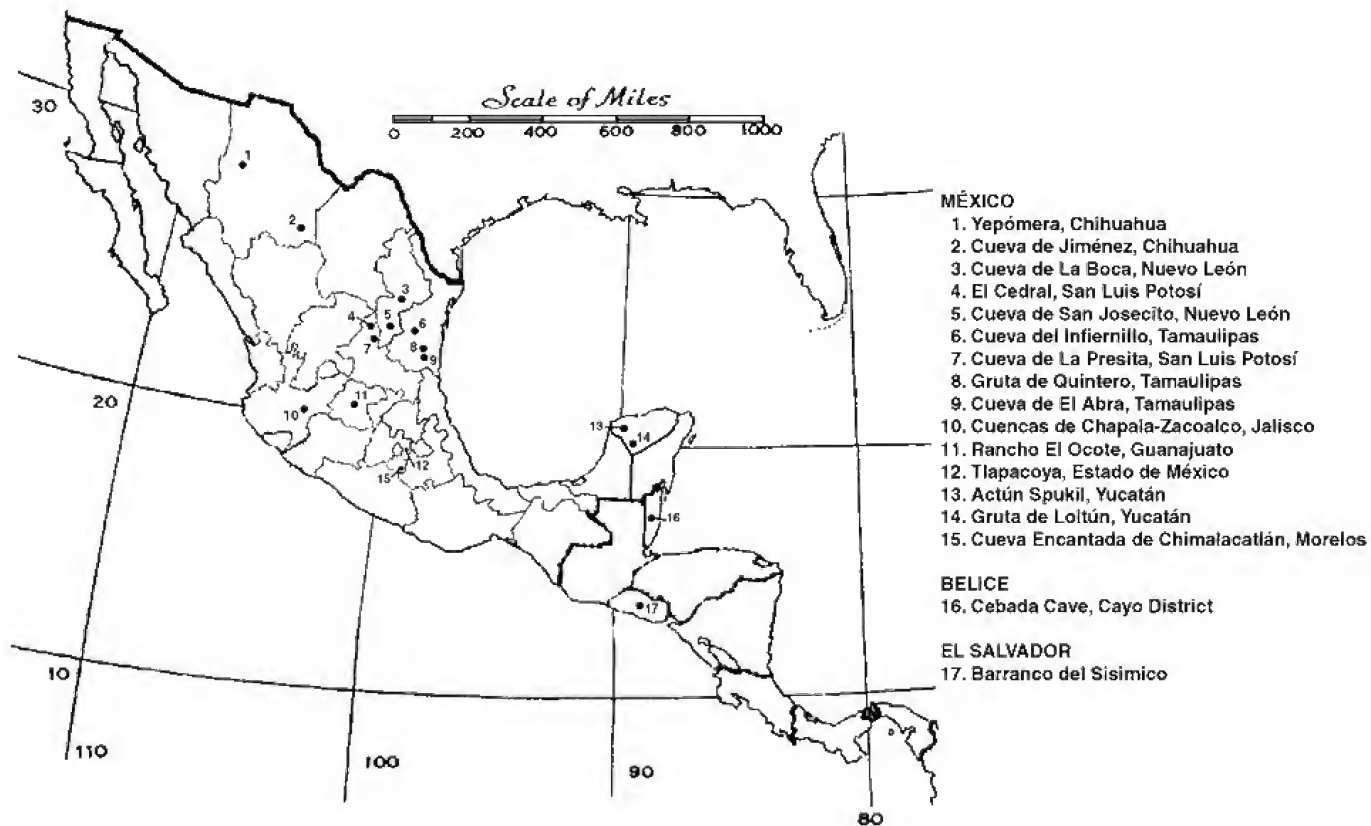 Scale of Miles
0 200 400 600 800 1000
30
20
10
110
100
90
80
1
2
3
4
5
6
7
8
9
10
11
12
15
13
14
16
17
MÉXICO
1. Yepómera, Chihuahua
2. Cueva de Jiménez, Chihuahua
3. Cueva de La Boca, Nuevo León
4. El Cedral, San Luis Potosí
5. Cueva de San Josecito, Nuevo León
6. Cueva del Infiernillo, Tamaulipas
7. Cueva de La Presita, San Luis Potosí
8. Gruta de Quintero, Tamaulipas
9. Cueva de El Abra, Tamaulipas
10. Cuencas de Chapala-Zacoalco, Jalisco
11. Rancho El Ocote, Guanajuato
12. Tlapacoya, Estado de México
13. Actún Spukil, Yucatán
14. Gruta de Loltún, Yucatán
15. Cueva Encantada de Chimalacatlán, Morelos
BELICE
16. Cebada Cave, Cayo District
EL SALVADOR
17. Barranco del Sisimico